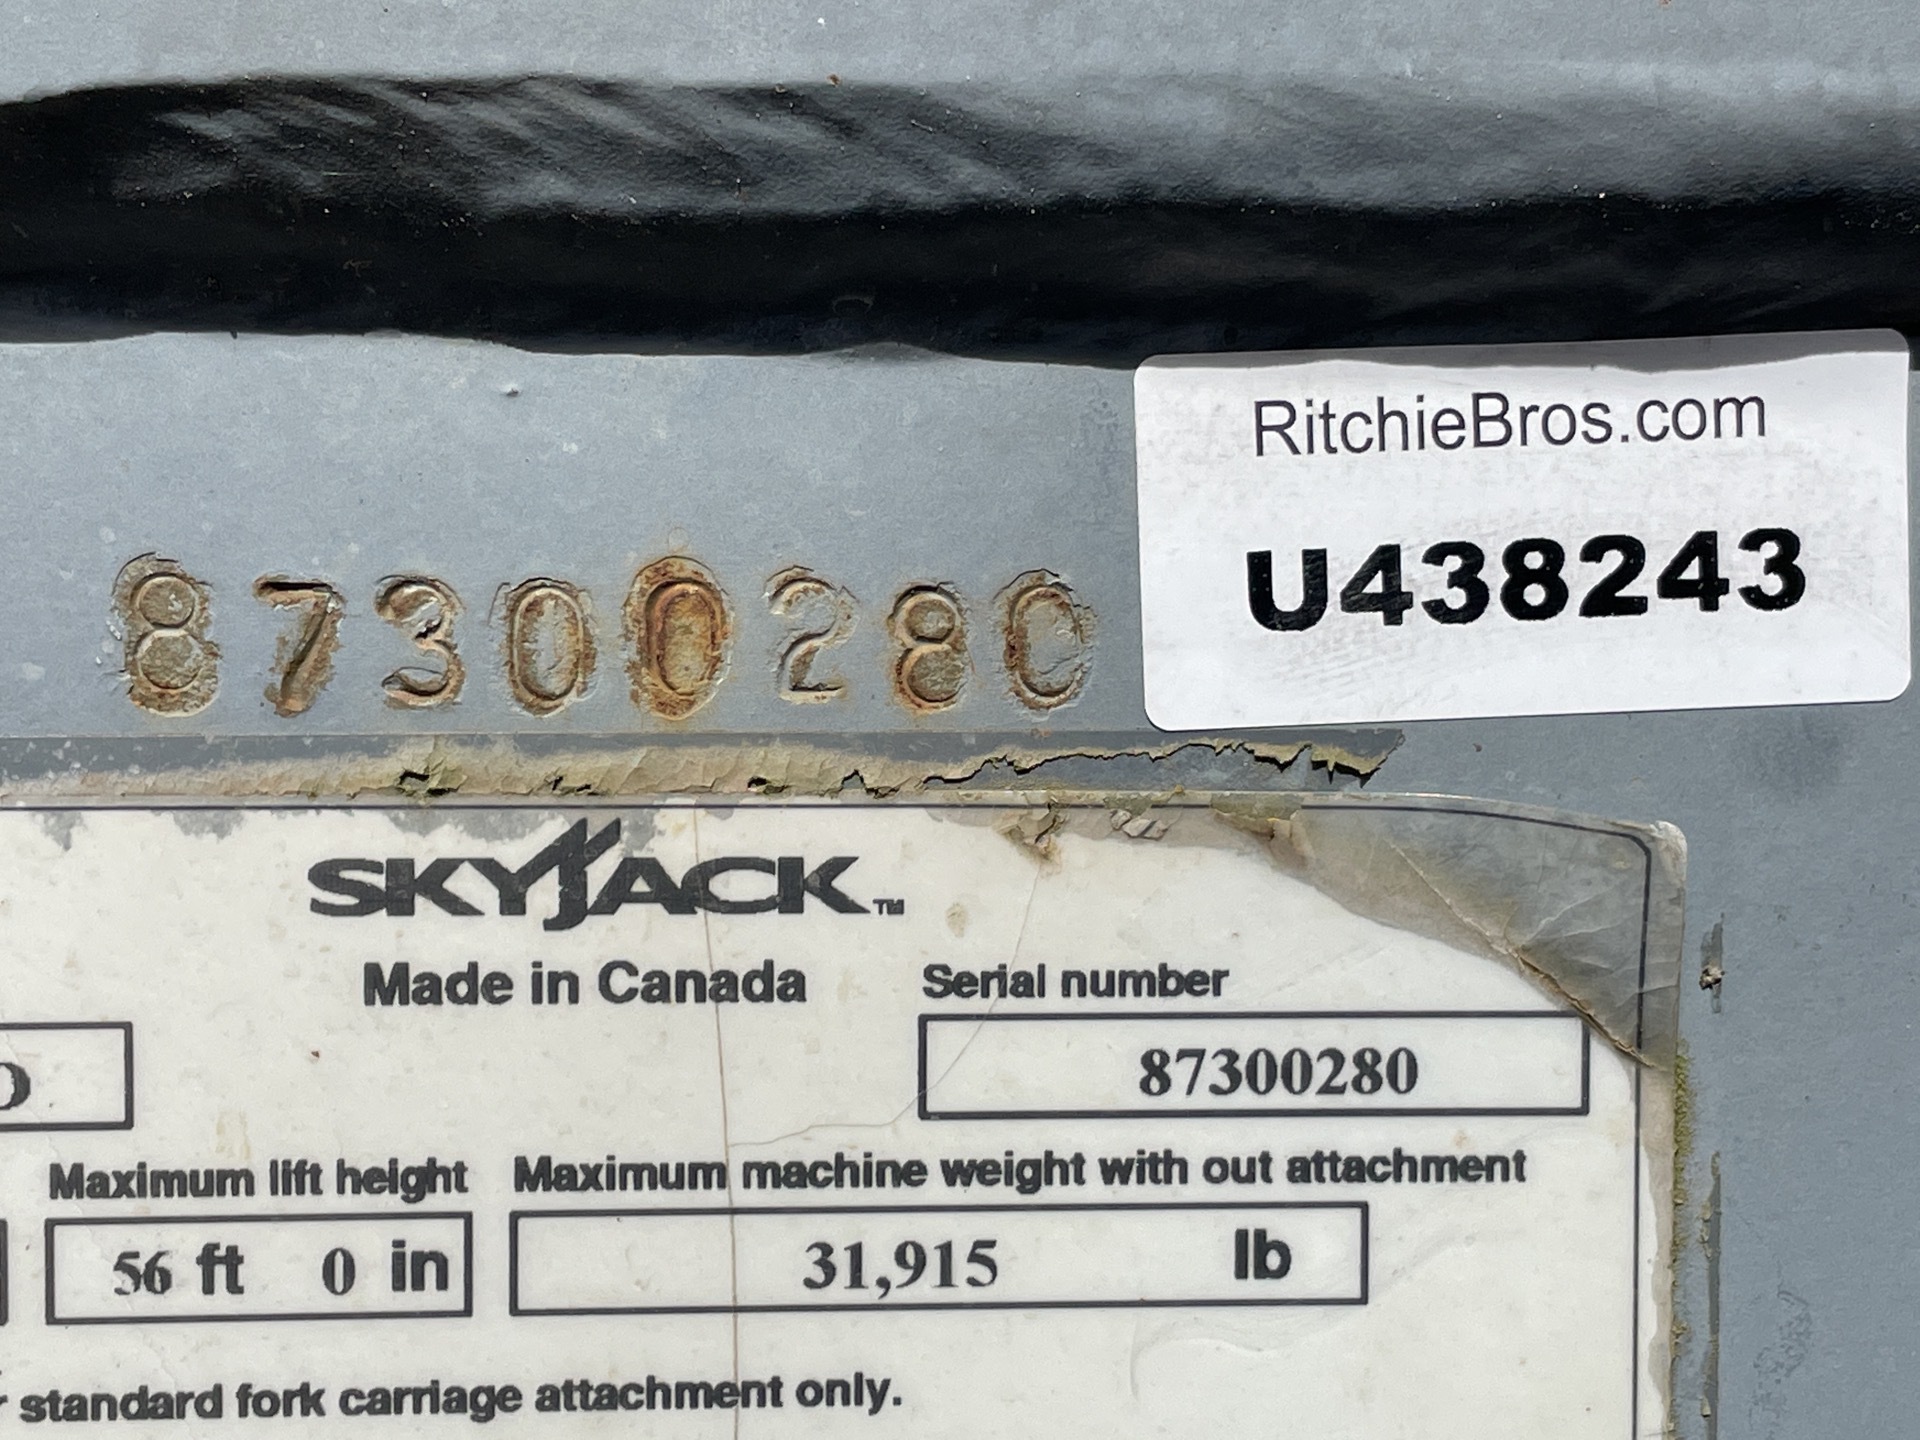 RitchieBros.com
U438243
87300280
SKYJACK™
Made in Canada
Serial number
87300280
Maximum lift height
Maximum machine weight with out attachment
56 ft 0 in
31,915 lb
standard fork carriage attachment only.